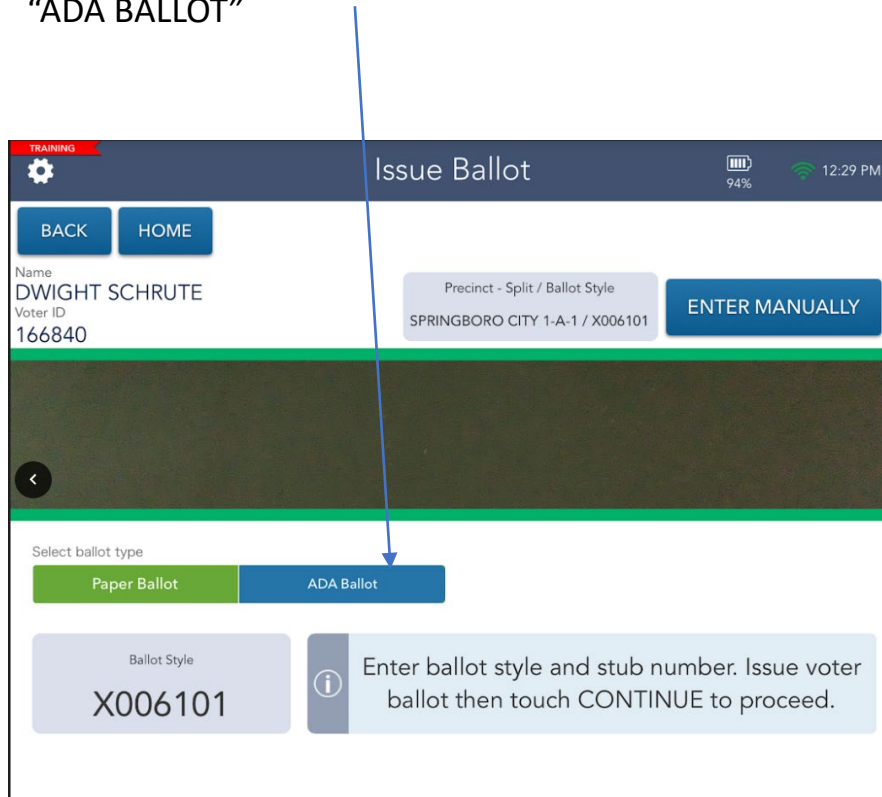 “ADA BALLOT”
TRAINING
Issue Ballot
94%
12:29 PM
BACK
HOME
Name
DWIGHT SCHRUTE
Voter ID
166840
Precinct - Split / Ballot Style
SPRINGBORO CITY 1-A-1 / X006101
ENTER MANUALLY
Select ballot type
Paper Ballot
ADA Ballot
Ballot Style
X006101
Enter ballot style and stub number. Issue voter
ballot then touch CONTINUE to proceed.